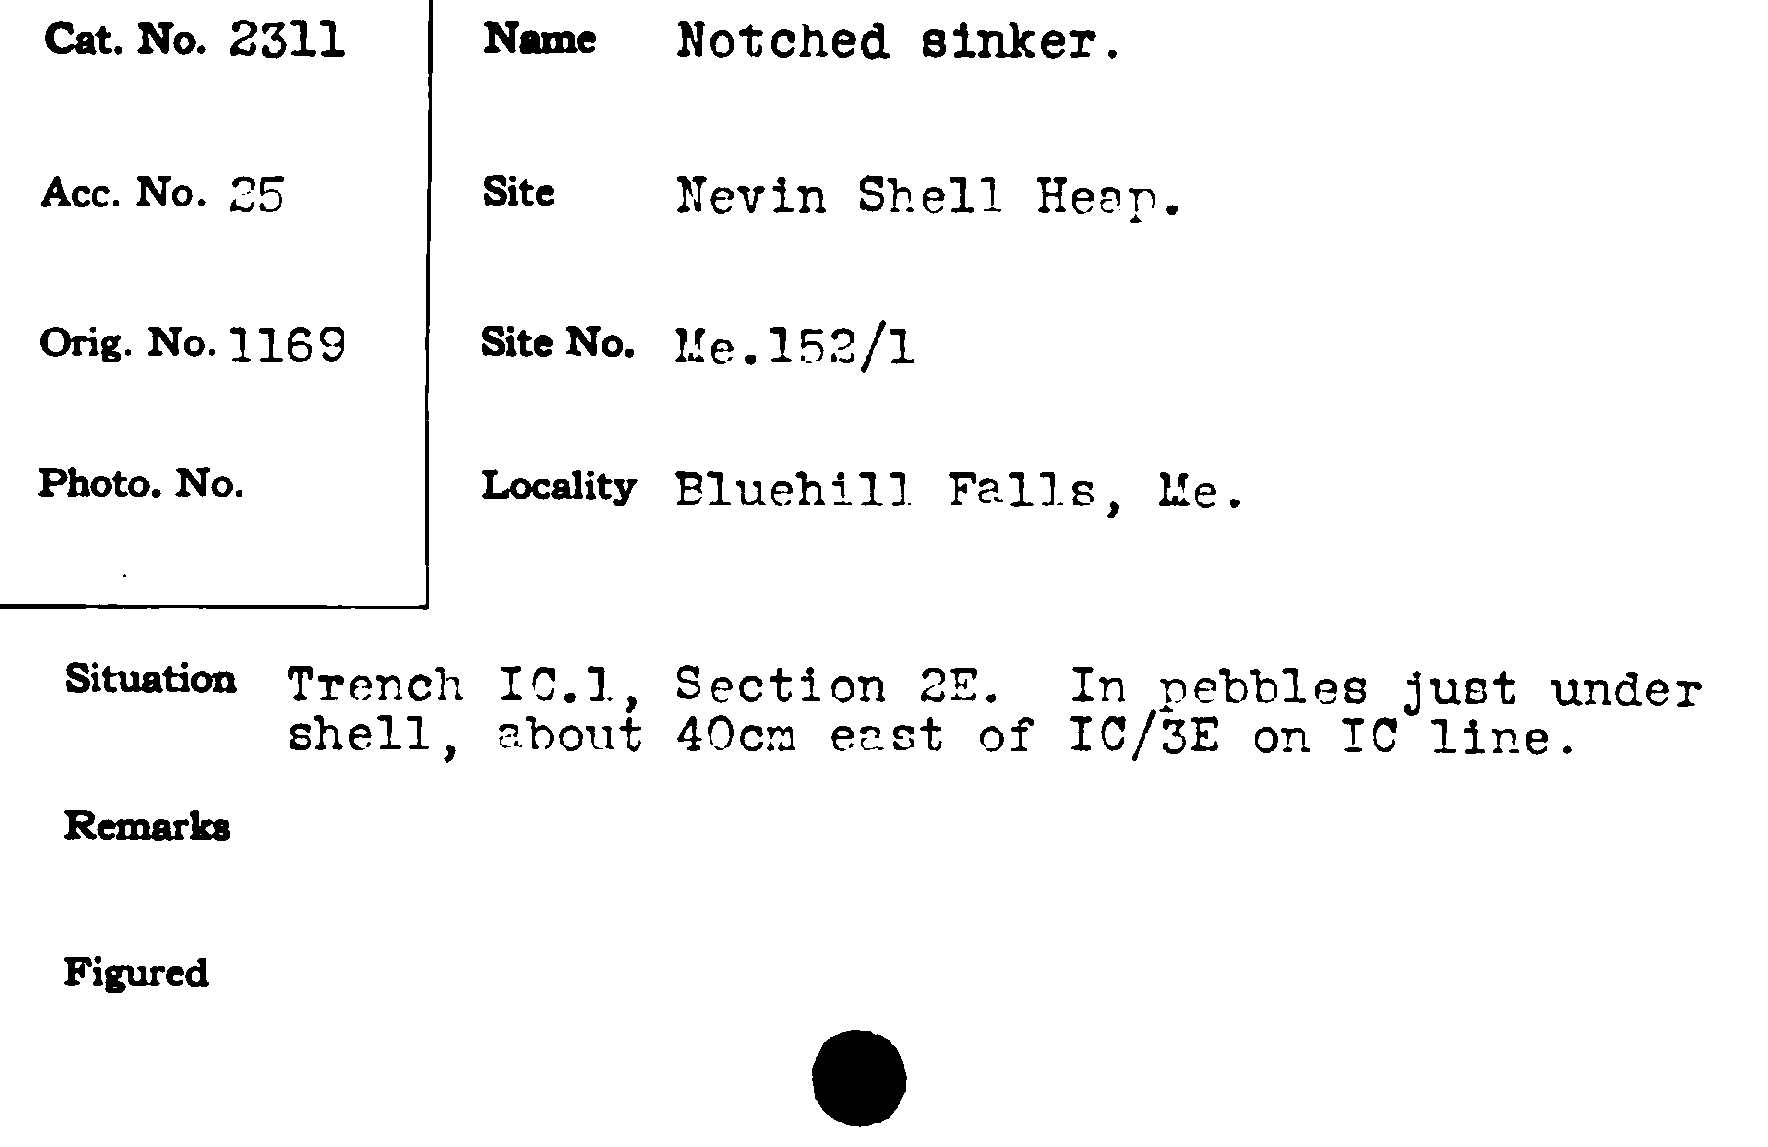 Cat. No. 2311
Name Notched sinker.
Acc. No. 25
Site Nevin Shell Heap.
Orig. No. 1169
Site No. Me.152/1
Photo. No.
Locality Bluehill Falls, Me.
Situation Trench IC.1, Section 2E. In pebbles just under
shell, about 40cm east of IC/3E on IC line.
Remarks
Figured